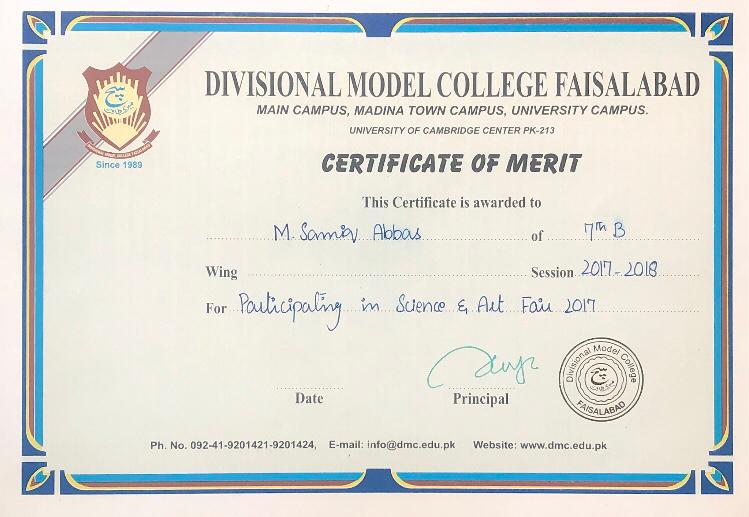 DIVISIONAL MODEL COLLEGE FAISALABAD
MAIN CAMPUS, MADINA TOWN CAMPUS, UNIVERSITY CAMPUS.
UNIVERSITY OF CAMBRIDGE CENTER PK-213
Since 1989
CERTIFICATE OF MERIT
This Certificate is awarded to
M. Samir Abbas of 7th B
Wing Session 2017-2018
For Participating in Science & Art Fair 2017
Divisional Model College
FAISALABAD
Date Principal
Ph. No. 092-41-9201421-9201424, E-mail: info@dmc.edu.pk Website: www.dmc.edu.pk